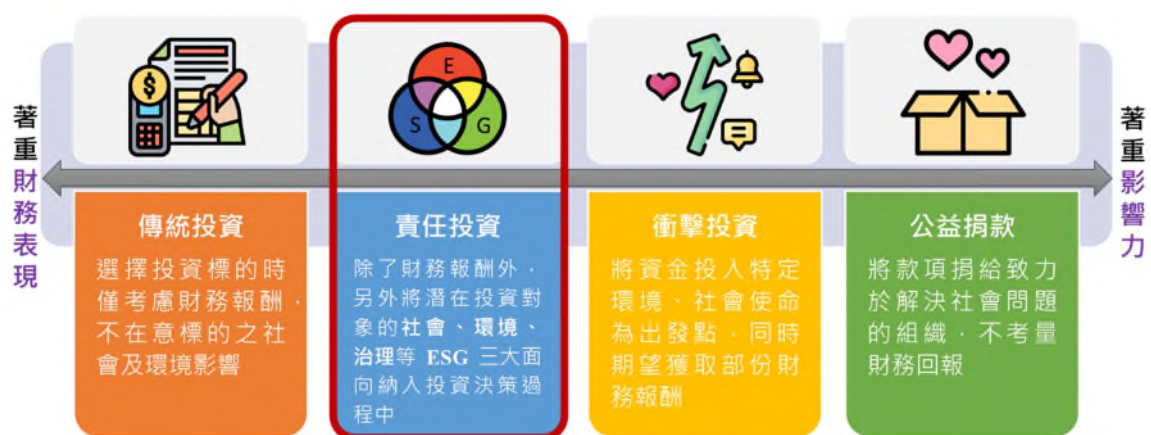 著重財務表現
E
S
G
$
傳統投資
選擇投資標的時
僅考慮財務報酬，
不在意標的之社
會及環境影響
責任投資
除了財務報酬外，
另外將潛在投資對
象的社會、環境、
治理等 ESG 三大面
向納入投資決策過
程中
衝擊投資
將資金投入特定
環境、社會使命
為出發點，同時
期望獲取部份財
務報酬
公益捐款
將款項捐給致力
於解決社會問題
的組織，不考量
財務回報
著重影響力